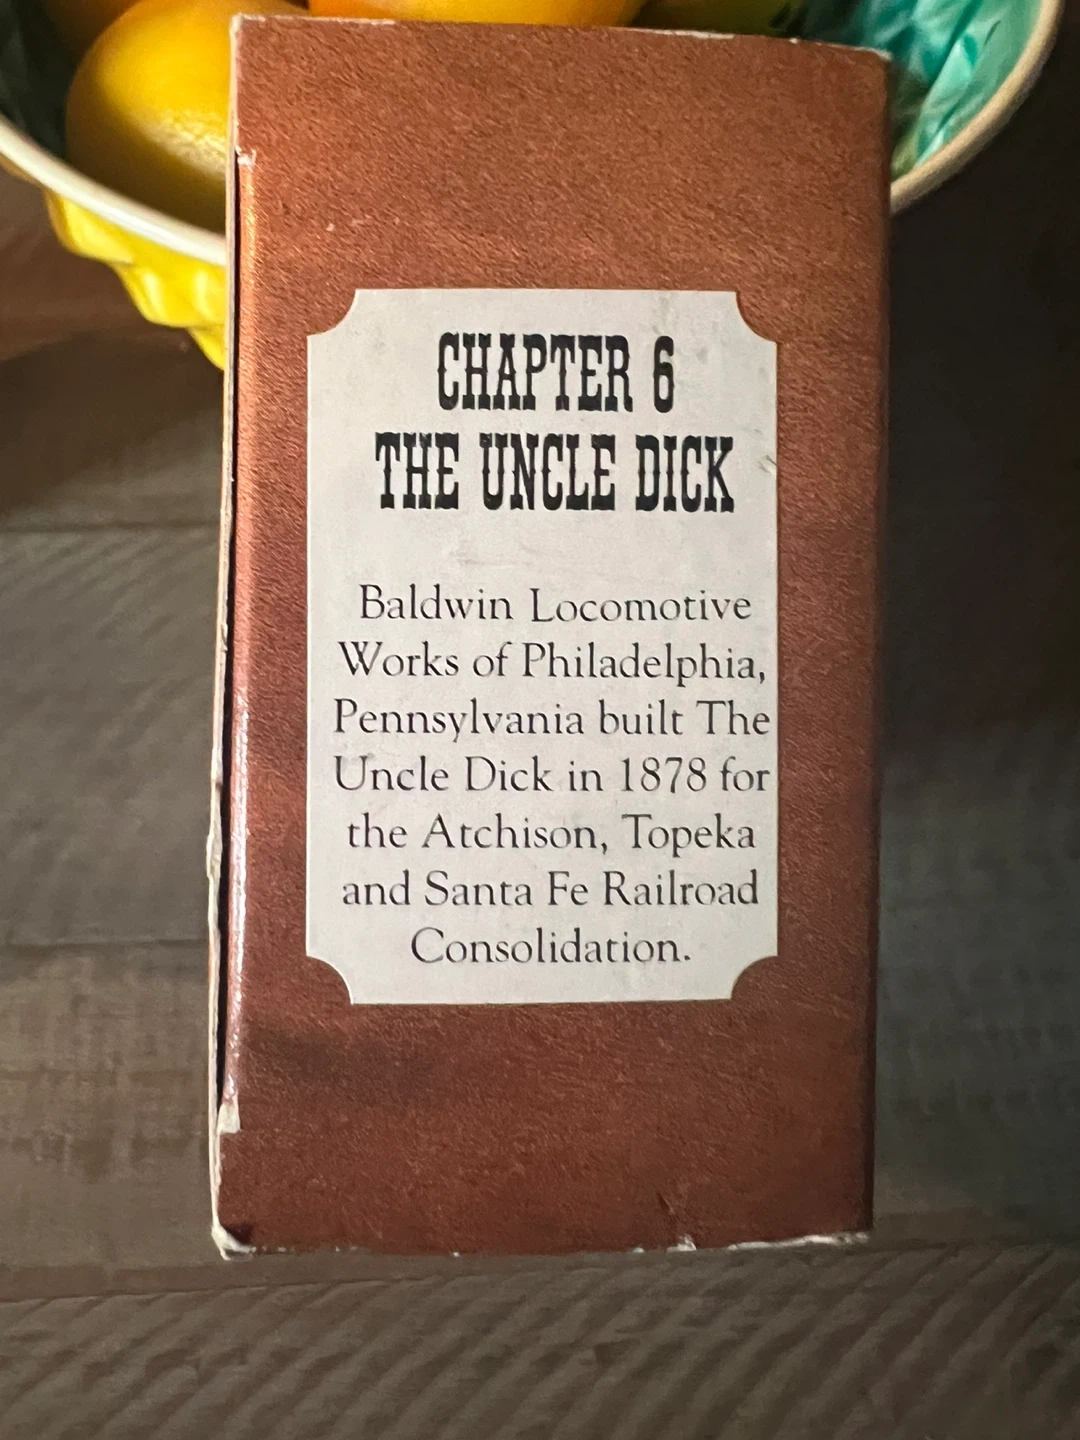 CHAPTER 6
THE UNCLE DICK
Baldwin Locomotive
Works of Philadelphia,
Pennsylvania built The
Uncle Dick in 1878 for
the Atchison, Topeka
and Santa Fe Railroad
Consolidation.